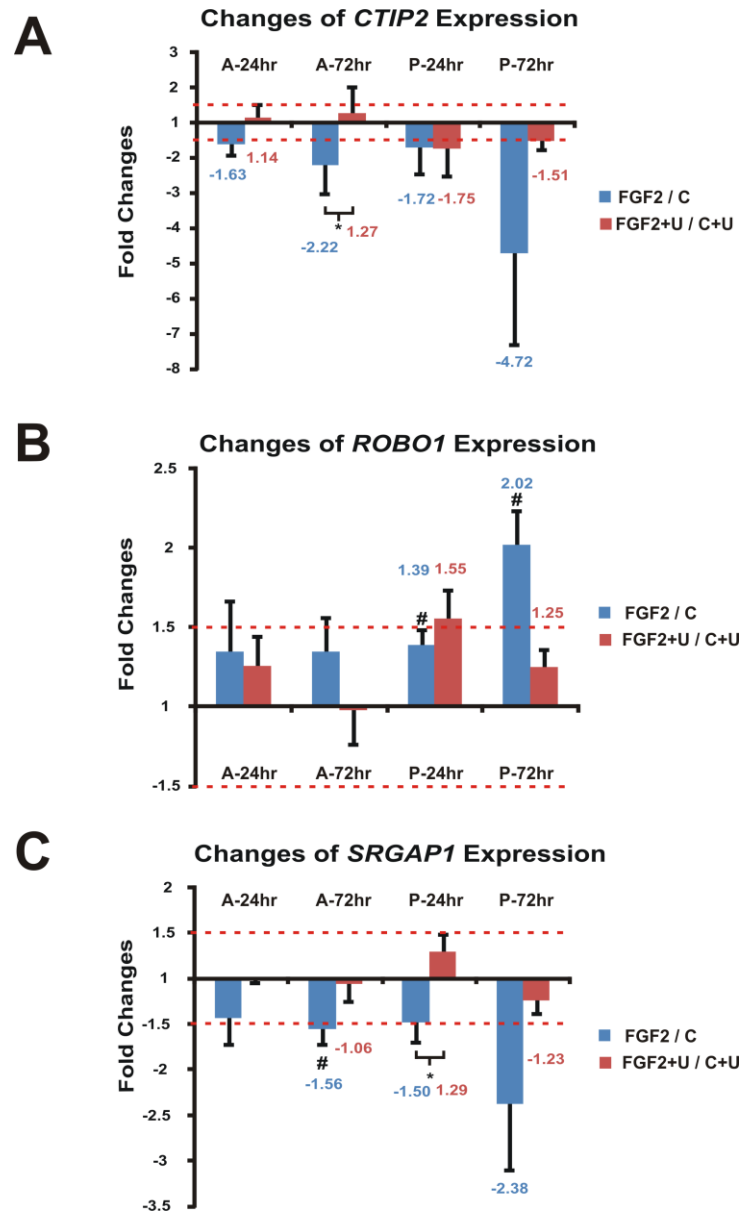 A
Changes of CTIP2 Expression
3
2
1
-2
-3
-4
-5
-6
-7
-8
Fold Changes
A-24hr A-72hr P-24hr P-72hr
-1.63 1.14
-2.22 * 1.27
-1.72 -1.75
-1.51
-4.72
FGF2 / C
FGF2+U / C+U
B
Changes of ROBO1 Expression
2.5
2
1.5
1
-1.5
Fold Changes
2.02
#
1.39 1.55
#
1.25
A-24hr A-72hr P-24hr P-72hr
FGF2 / C
FGF2+U / C+U
C
Changes of SRGAP1 Expression
2
1.5
1
-1.5
-2
-2.5
-3
-3.5
Fold Changes
A-24hr A-72hr P-24hr P-72hr
#
-1.56 -1.06
*
-1.50 1.29
-1.23
-2.38
FGF2 / C
FGF2+U / C+U